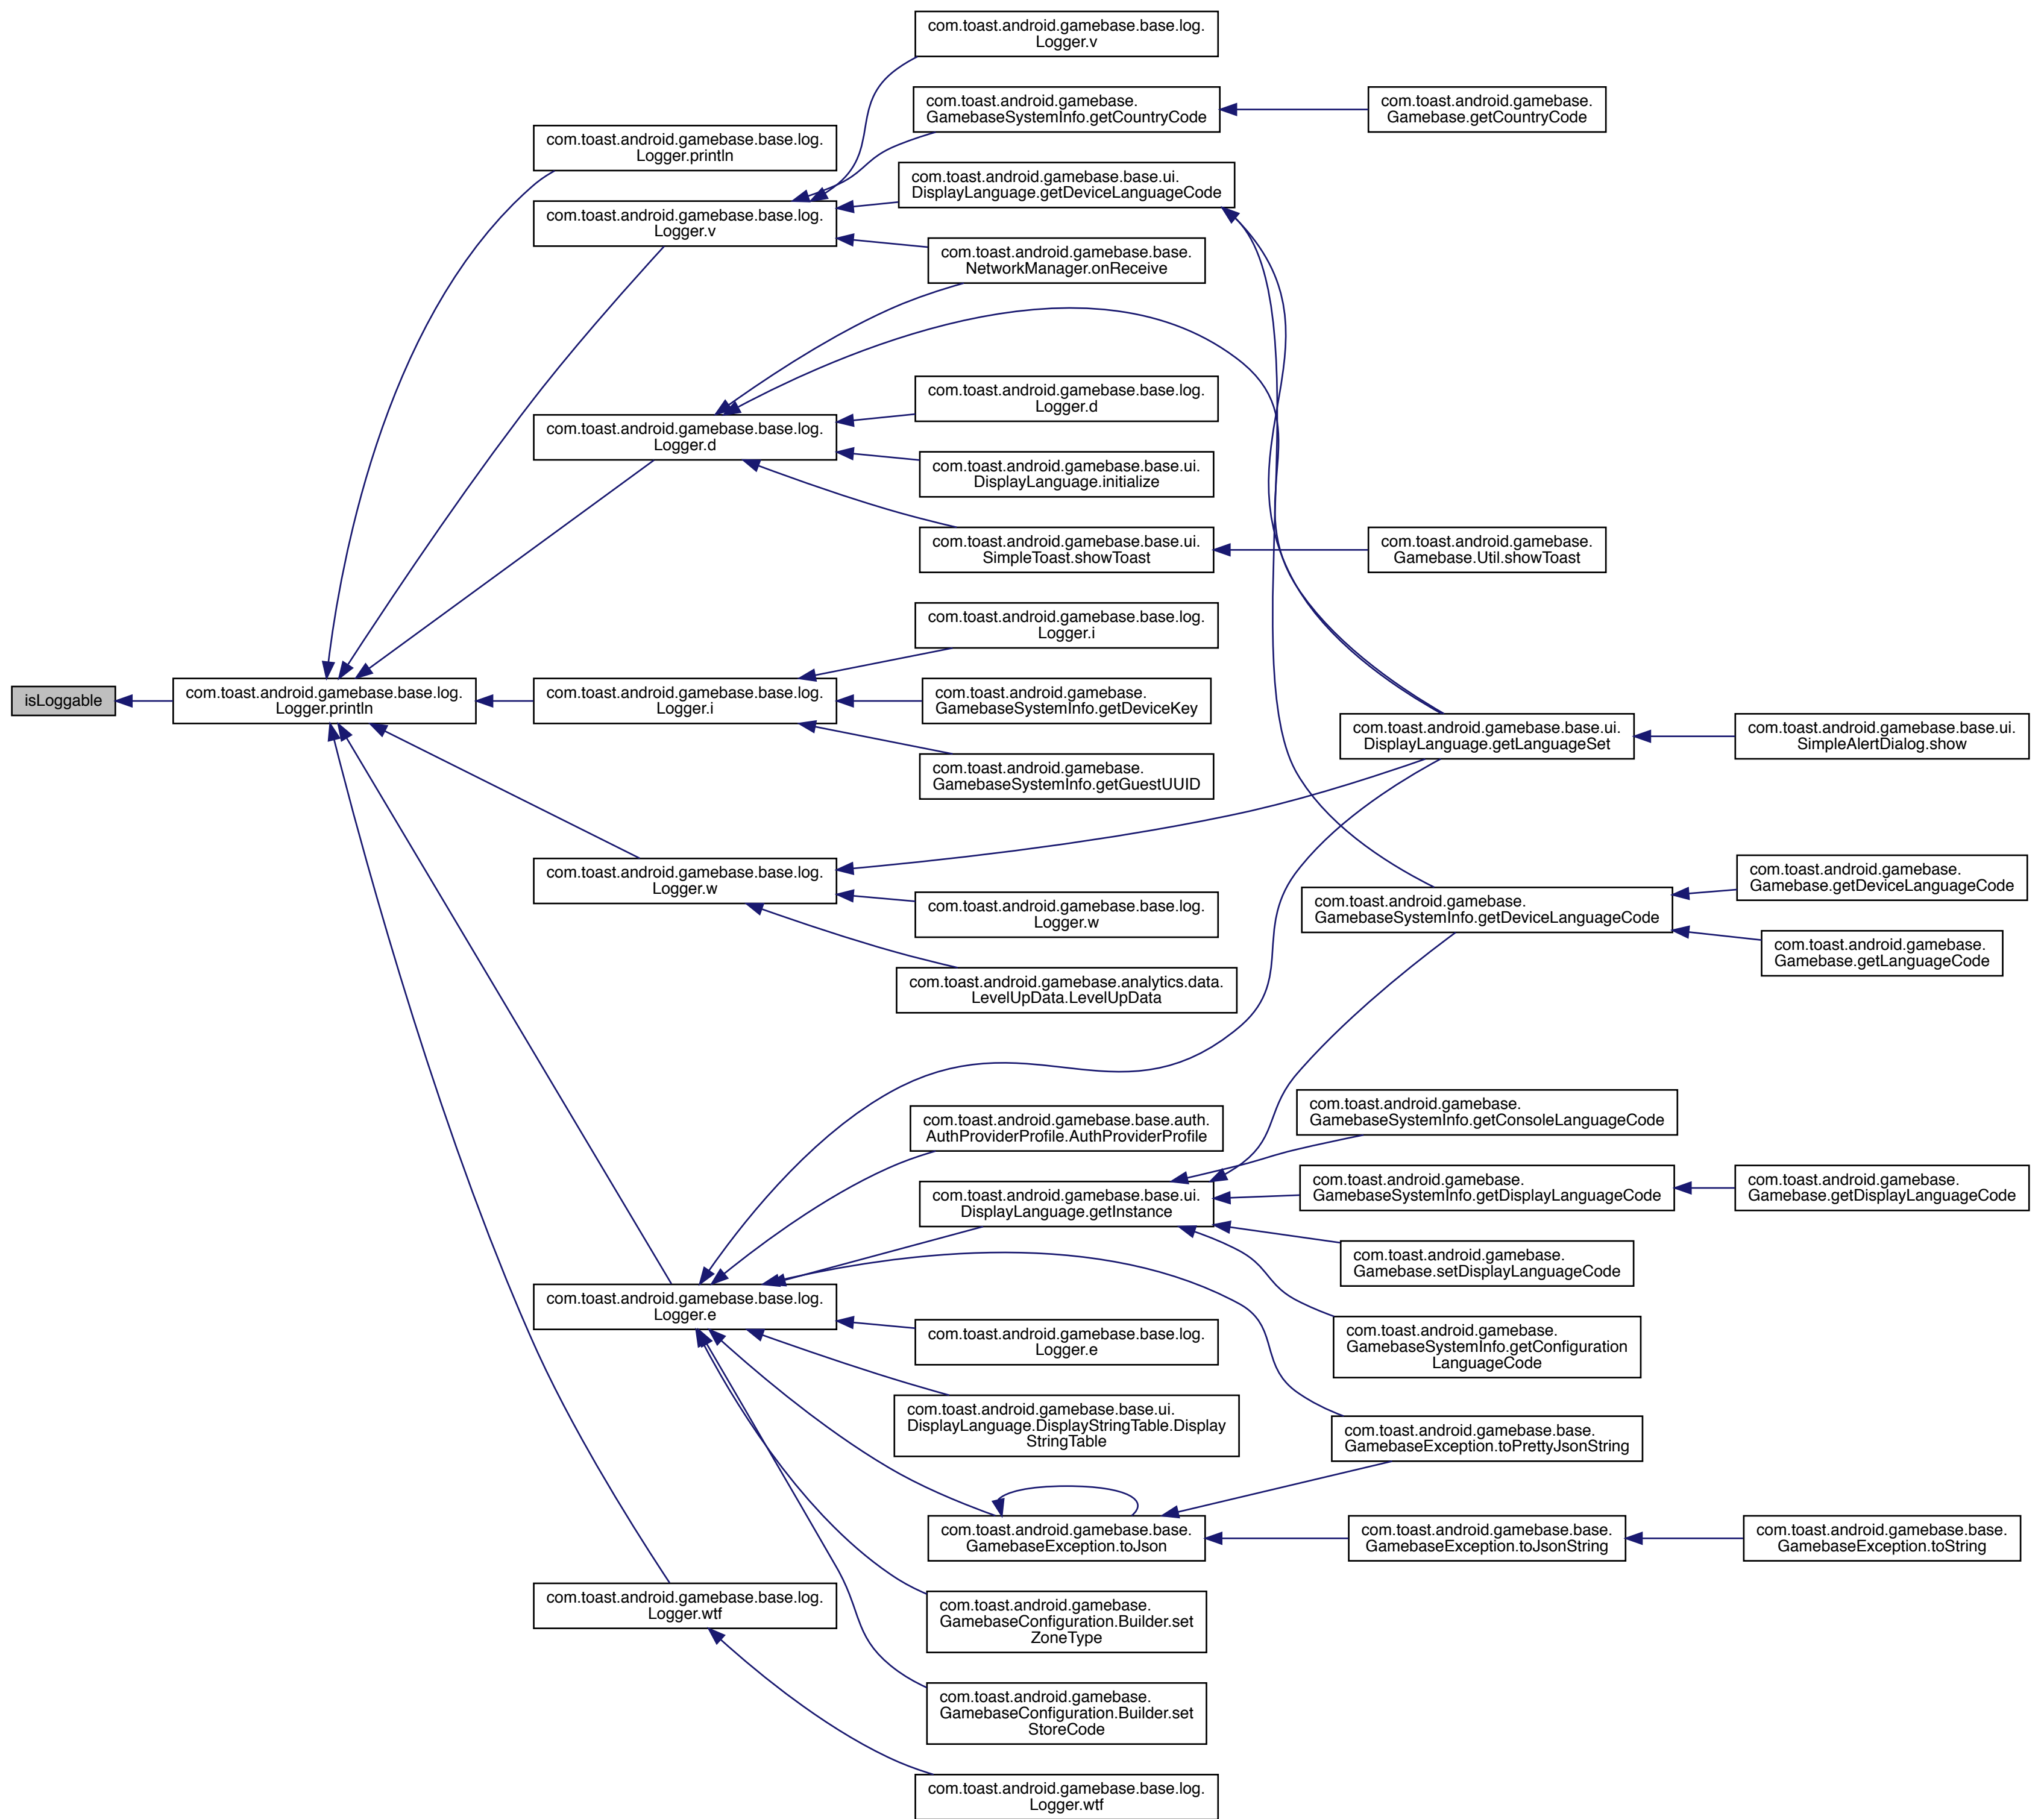 isLoggable
com.toast.android.gamebase.base.log.
Logger.println
com.toast.android.gamebase.base.log.
Logger.println
com.toast.android.gamebase.base.log.
Logger.v
com.toast.android.gamebase.base.log.
Logger.d
com.toast.android.gamebase.base.log.
Logger.i
com.toast.android.gamebase.base.log.
Logger.w
com.toast.android.gamebase.base.log.
Logger.e
com.toast.android.gamebase.base.log.
Logger.wtf
com.toast.android.gamebase.base.log.
Logger.v
com.toast.android.gamebase.
GamebaseSystemInfo.getCountryCode
com.toast.android.gamebase.base.ui.
DisplayLanguage.getDeviceLanguageCode
com.toast.android.gamebase.base.
NetworkManager.onReceive
com.toast.android.gamebase.base.log.
Logger.d
com.toast.android.gamebase.base.ui.
DisplayLanguage.initialize
com.toast.android.gamebase.base.ui.
SimpleToast.showToast
com.toast.android.gamebase.base.log.
Logger.i
com.toast.android.gamebase.
GamebaseSystemInfo.getDeviceKey
com.toast.android.gamebase.
GamebaseSystemInfo.getGuestUUID
com.toast.android.gamebase.base.log.
Logger.w
com.toast.android.gamebase.analytics.data.
LevelUpData.LevelUpData
com.toast.android.gamebase.base.auth.
AuthProviderProfile.AuthProviderProfile
com.toast.android.gamebase.base.ui.
DisplayLanguage.getInstance
com.toast.android.gamebase.base.log.
Logger.e
com.toast.android.gamebase.base.ui.
DisplayLanguage.DisplayStringTable.Display
StringTable
com.toast.android.gamebase.base.
GamebaseException.toJson
com.toast.android.gamebase.
GamebaseConfiguration.Builder.set
ZoneType
com.toast.android.gamebase.
GamebaseConfiguration.Builder.set
StoreCode
com.toast.android.gamebase.base.log.
Logger.wtf
com.toast.android.gamebase.
Gamebase.getCountryCode
com.toast.android.gamebase.
Gamebase.Util.showToast
com.toast.android.gamebase.base.ui.
DisplayLanguage.getLanguageSet
com.toast.android.gamebase.
GamebaseSystemInfo.getDeviceLanguageCode
com.toast.android.gamebase.
GamebaseSystemInfo.getConsoleLanguageCode
com.toast.android.gamebase.
GamebaseSystemInfo.getDisplayLanguageCode
com.toast.android.gamebase.
Gamebase.setDisplayLanguageCode
com.toast.android.gamebase.
GamebaseSystemInfo.getConfiguration
LanguageCode
com.toast.android.gamebase.base.
GamebaseException.toPrettyJsonString
com.toast.android.gamebase.base.
GamebaseException.toJsonString
com.toast.android.gamebase.base.ui.
SimpleAlertDialog.show
com.toast.android.gamebase.
Gamebase.getDeviceLanguageCode
com.toast.android.gamebase.
Gamebase.getLanguageCode
com.toast.android.gamebase.
Gamebase.getDisplayLanguageCode
com.toast.android.gamebase.base.
GamebaseException.toString